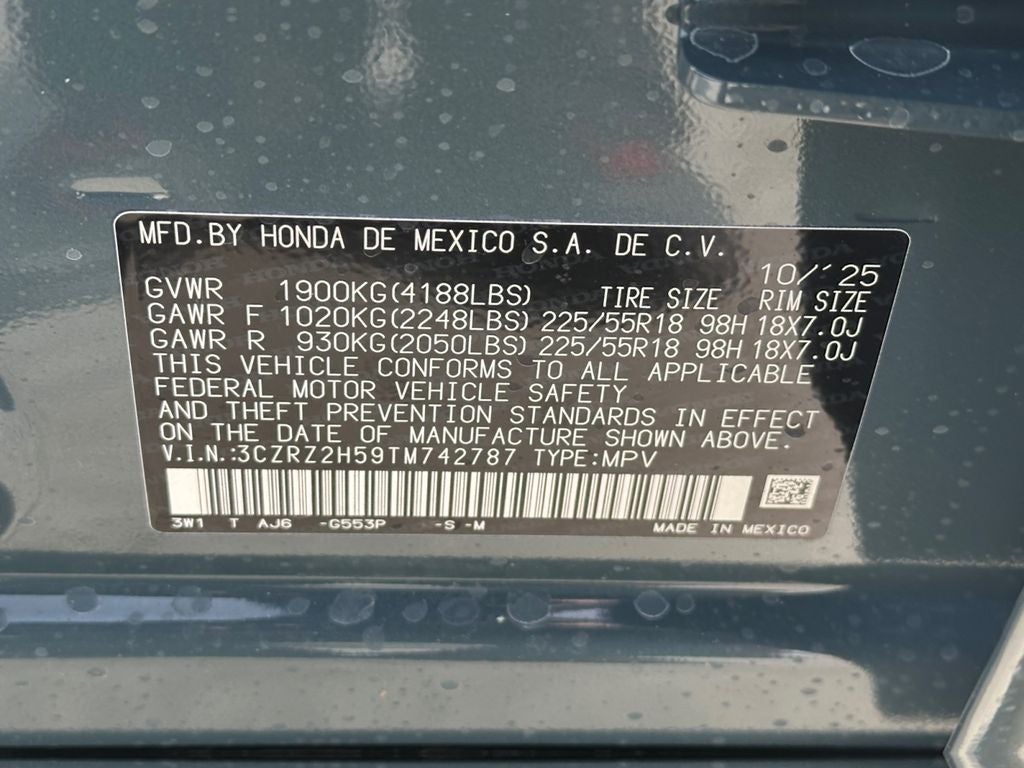 MFD.BY HONDA DE MEXICO S.A. DE C.V.
10/'25
GVWR 1900KG(4188LBS) TIRE SIZE RIM SIZE
GAWR F 1020KG(2248LBS) 225/55R18 98H 18X7.0J
GAWR R 930KG(2050LBS) 225/55R18 98H 18X7.0J
THIS VEHICLE CONFORMS TO ALL APPLICABLE
FEDERAL MOTOR VEHICLE SAFETY
AND THEFT PREVENTION STANDARDS IN EFFECT
ON THE DATE OF MANUFACTURE SHOWN ABOVE.
V.I.N.:3CZRZ2H59TM742787 TYPE:MPV
3W1 T AJ6 -G553P -S -M MADE IN MEXICO